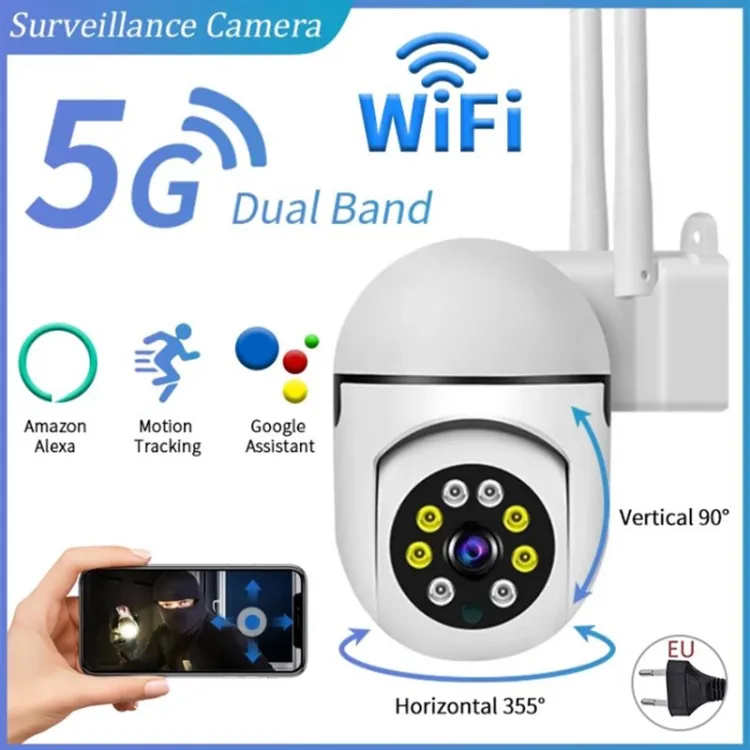 Surveillance Camera
5G
WiFi
Dual Band
Amazon
Alexa
Motion
Tracking
Google
Assistant
Vertical 90°
Horizontal 355°
EU